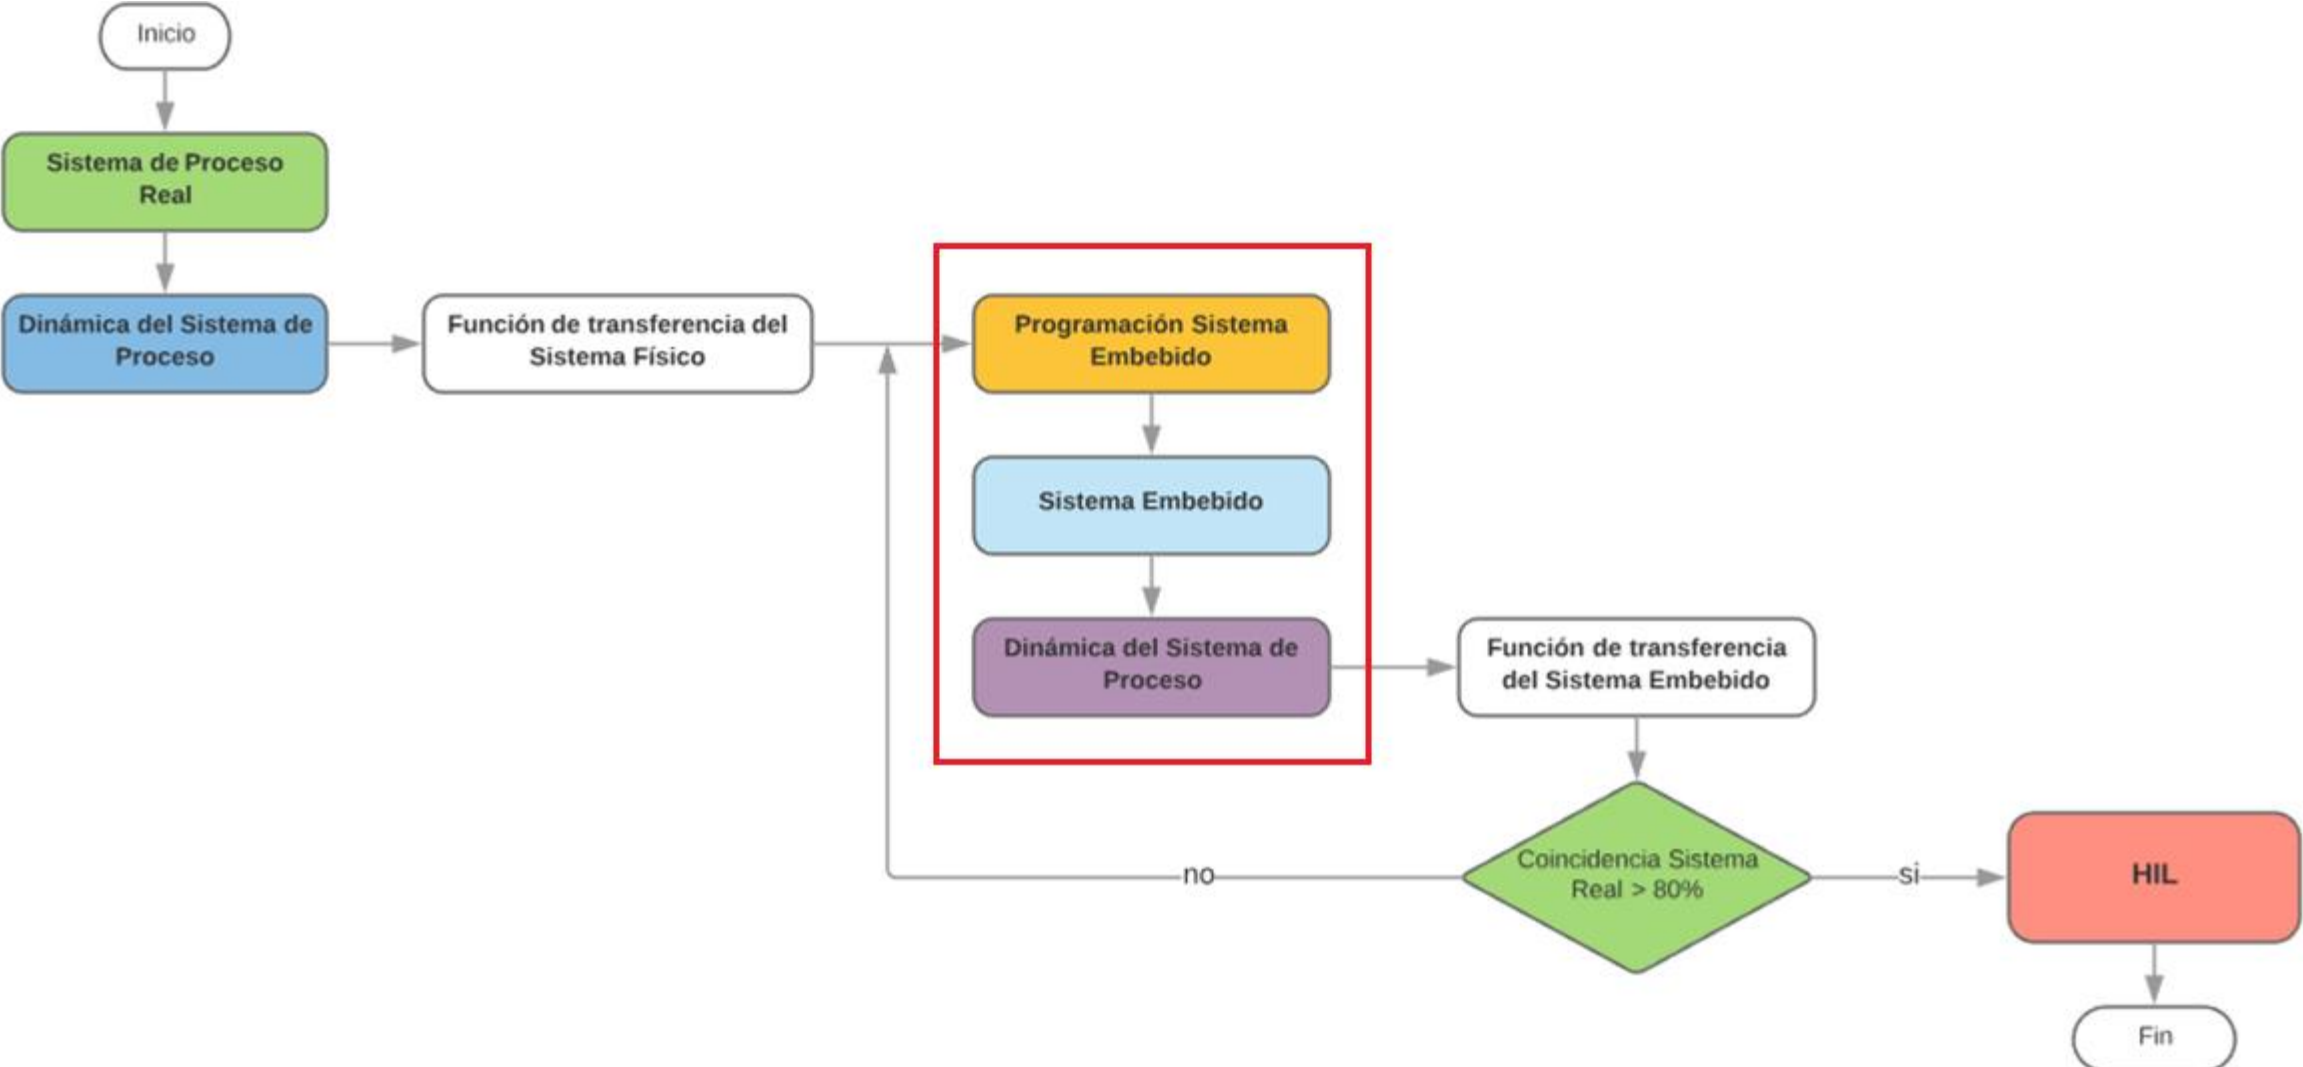 Inicio
Sistema de Proceso
Real
Dinámica del Sistema de
Proceso
Función de transferencia del
Sistema Físico
Programación Sistema
Embebido
Sistema Embebido
Dinámica del Sistema de
Proceso
Función de transferencia
del Sistema Embebido
Coincidencia Sistema
Real > 80%
no
si
HIL
Fin